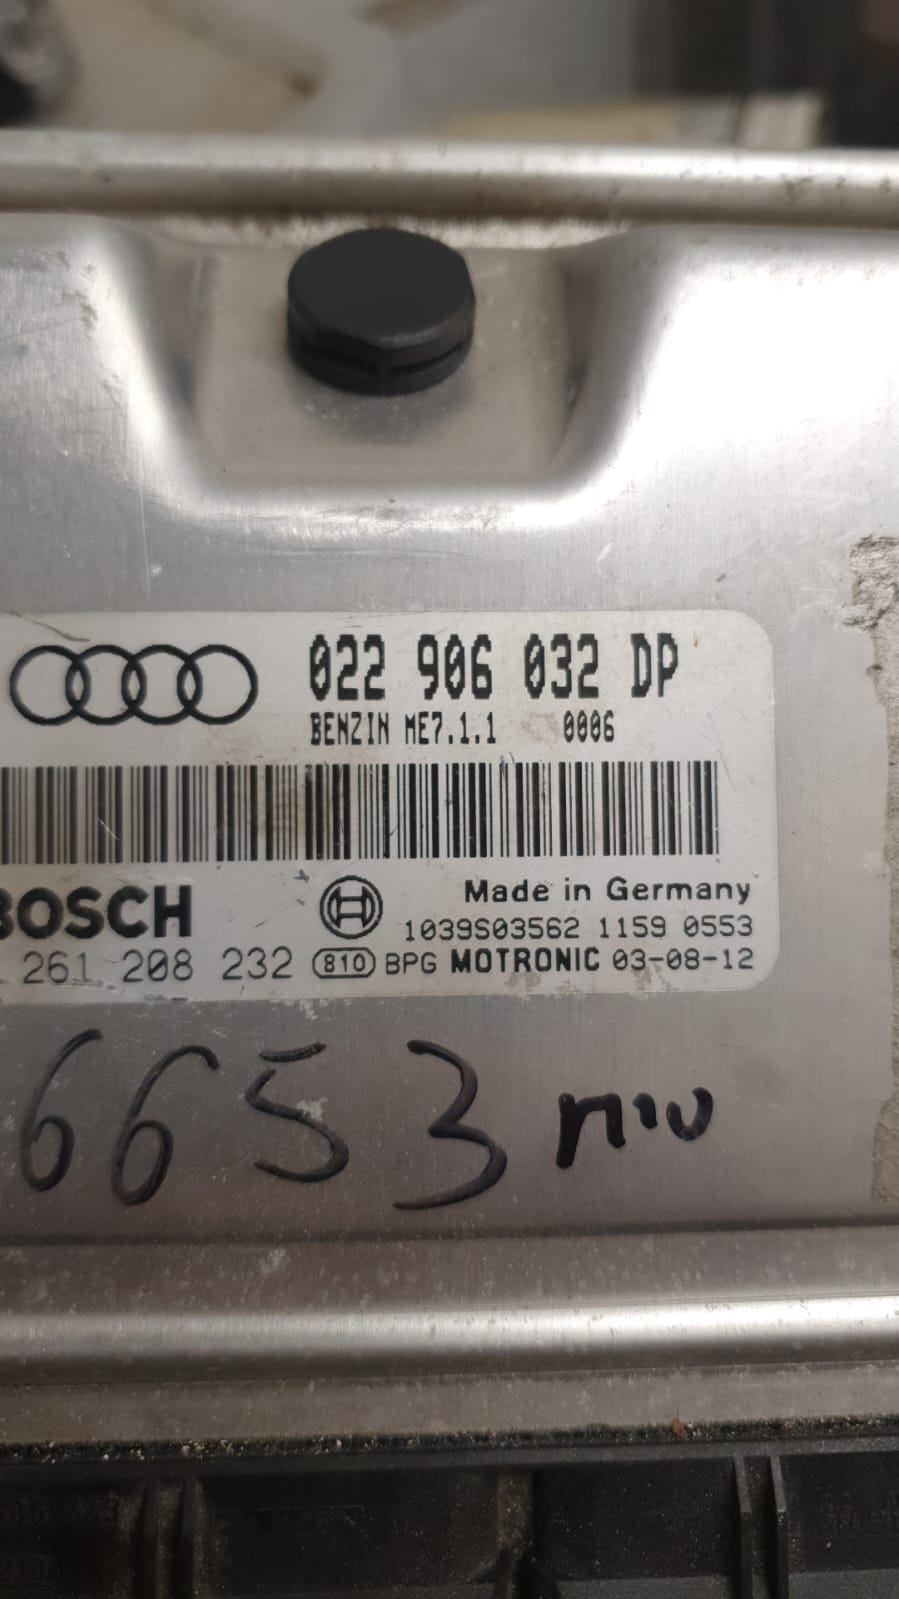 022 906 032 DP
BENZIN ME7.1.1 0006
BOSCH
Made in Germany
1039S03562 1159 0553
261 208 232 810 BPG MOTRONIC 03-08-12
6653